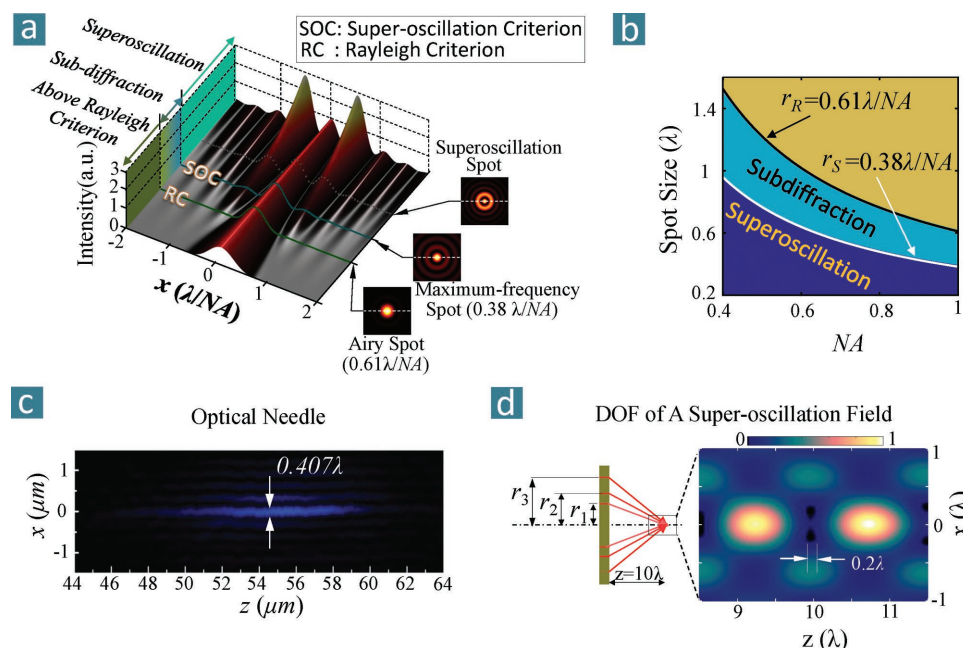 a
SOC: Super-oscillation Criterion
RC : Rayleigh Criterion
Superoscillation
Sub-diffraction
Above Rayleigh
Criterion
Intensity(a.u.)
3
2
1
0
SOC
RC
-2
-1
0
1
2
x (λ/NA)
Superoscillation
Spot
Maximum-frequency
Spot (0.38 λ/NA)
Airy Spot
(0.61λ/NA)
b
Spot Size (λ)
1.4
1
0.6
0.2
r_R=0.61λ/NA
r_S=0.38λ/NA
Subdiffraction
Superoscillation
0.4
0.6
0.8
1
NA
c
Optical Needle
x (μm)
1
0
-1
0.407λ
44 46 48 50 52 54 56 58 60 62 64
z (μm)
d
DOF of A Super-oscillation Field
0
1
r3
r2
r1
z=10λ
1
0
-1
x (λ)
0.2λ
9
10
11
z (λ)